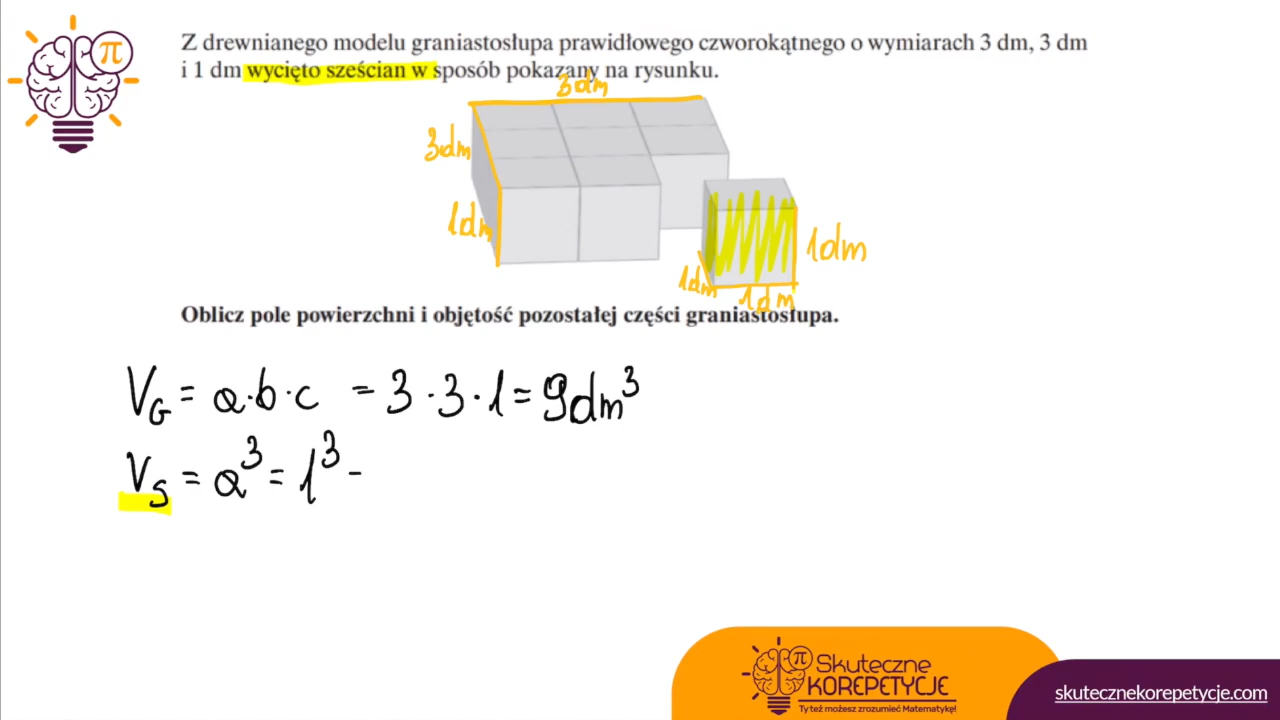 π
Z drewnianego modelu graniastosłupa prawidłowego czworokątnego o wymiarach 3 dm, 3 dm
i 1 dm wycięto sześcian w sposób pokazany na rysunku.
3dm
3dm
1dm
1dm
1dm
1dm
Oblicz pole powierzchni i objętość pozostałej części graniastosłupa.
V_G = a·b·c = 3·3·1 = 9dm³
V_S = a³ = 1³ -
π
Skuteczne
KOREPETYCJE
Ty też możesz zrozumieć Matematykę!
skutecznekorepetycje.com